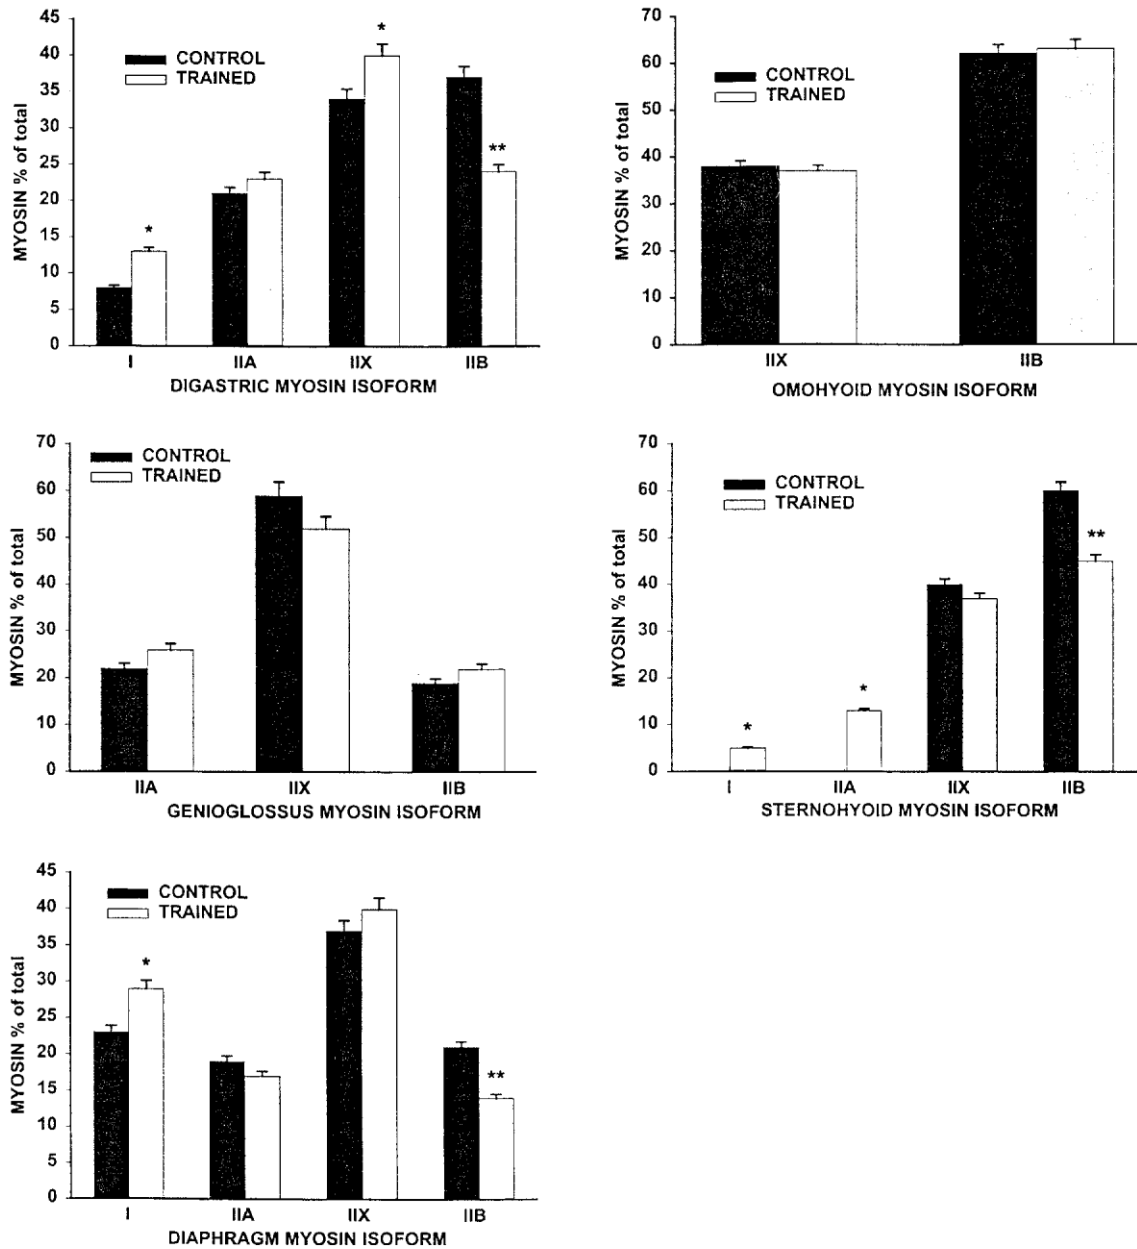 45
40
35
30
25
20
15
10
5
0
MYOSIN % of total
CONTROL
TRAINED
*
*
**
I IIA IIX IIB
DIGASTRIC MYOSIN ISOFORM
70
60
50
40
30
20
10
0
MYOSIN % of total
CONTROL
TRAINED
IIX IIB
OMOHYOID MYOSIN ISOFORM
70
60
50
40
30
20
10
0
MYOSIN % of total
CONTROL
TRAINED
IIA IIX IIB
GENIOGLOSSUS MYOSIN ISOFORM
70
60
50
40
30
20
10
0
MYOSIN % of total
CONTROL
TRAINED
**
*
*
I IIA IIX IIB
STERNOHYOID MYOSIN ISOFORM
45
40
35
30
25
20
15
10
5
0
MYOSIN % of total
CONTROL
TRAINED
*
**
I IIA IIX IIB
DIAPHRAGM MYOSIN ISOFORM